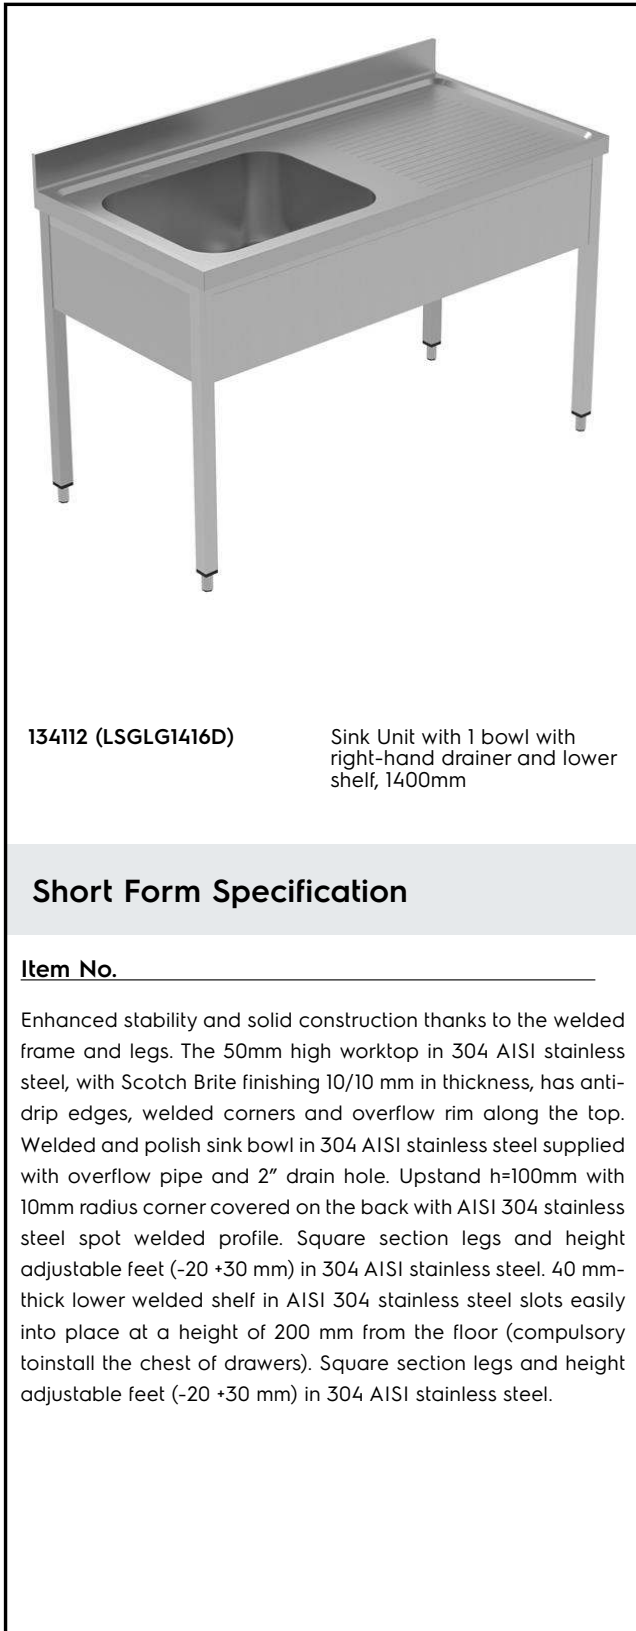 134112 (LSGLG1416D)
Sink Unit with 1 bowl with
right-hand drainer and lower
shelf, 1400mm
Short Form Specification
Item No.
Enhanced stability and solid construction thanks to the welded
frame and legs. The 50mm high worktop in 304 AISI stainless
steel, with Scotch Brite finishing 10/10 mm in thickness, has anti-
drip edges, welded corners and overflow rim along the top.
Welded and polish sink bowl in 304 AISI stainless steel supplied
with overflow pipe and 2” drain hole. Upstand h=100mm with
10mm radius corner covered on the back with AISI 304 stainless
steel spot welded profile. Square section legs and height
adjustable feet (-20 +30 mm) in 304 AISI stainless steel. 40 mm-
thick lower welded shelf in AISI 304 stainless steel slots easily
into place at a height of 200 mm from the floor (compulsory
toinstall the chest of drawers). Square section legs and height
adjustable feet (-20 +30 mm) in 304 AISI stainless steel.